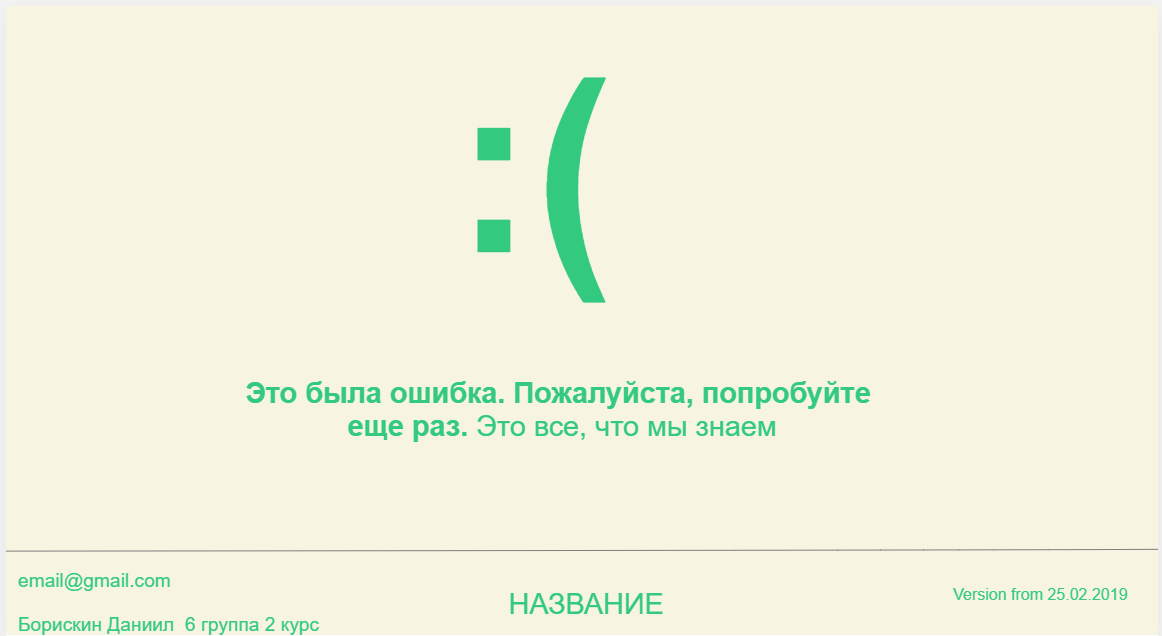 :(
Это была ошибка. Пожалуйста, попробуйте
еще раз. Это все, что мы знаем
email@gmail.com
НАЗВАНИЕ
Version from 25.02.2019
Борискин Даниил  6 группа 2 курс